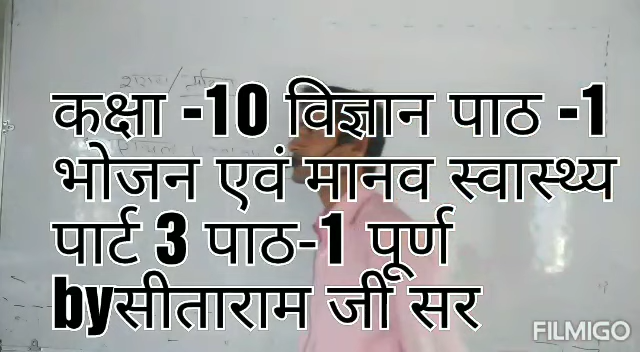 कक्षा -10 विज्ञान पाठ -1
भोजन एवं मानव स्वास्थ्य
पार्ट 3 पाठ-1 पूर्ण
byसीताराम जी सर
FILMIGO